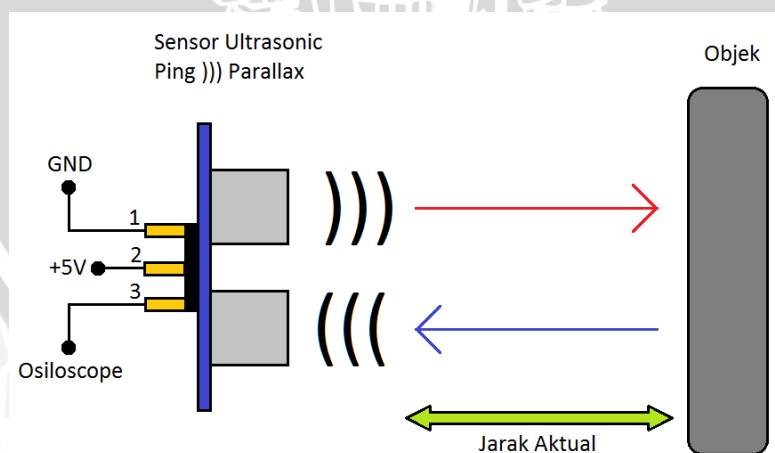 Sensor Ultrasonic
Ping ))) Parallax
Objek
GND
1
+5V
2
3
Osiloscope
Jarak Aktual